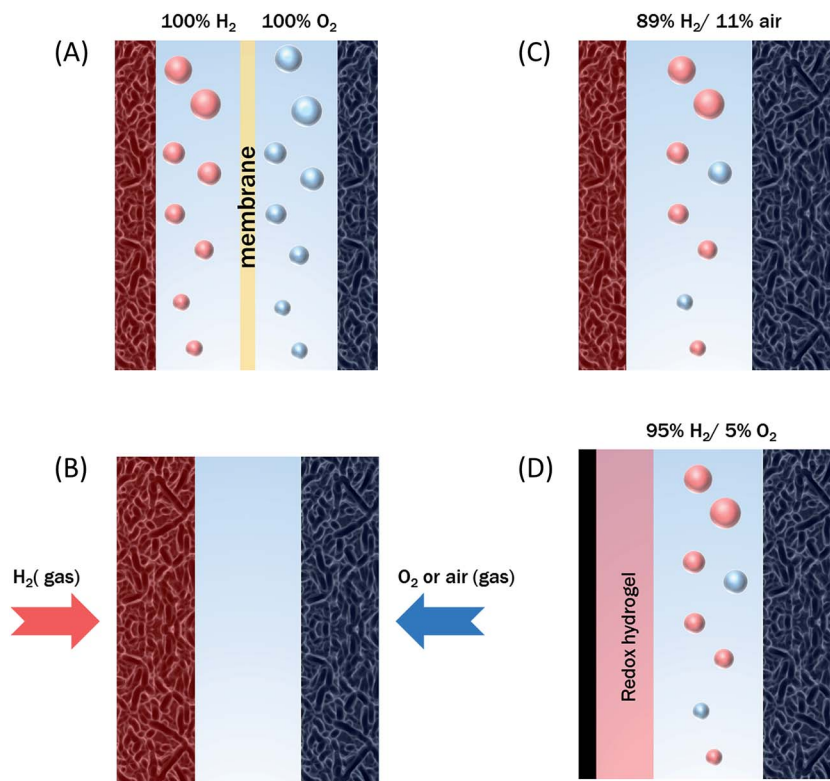 100% H₂ 100% O₂
(A)
membrane
89% H₂/ 11% air
(C)
(B)
H₂( gas)
O₂ or air (gas)
95% H₂/ 5% O₂
(D)
Redox hydrogel